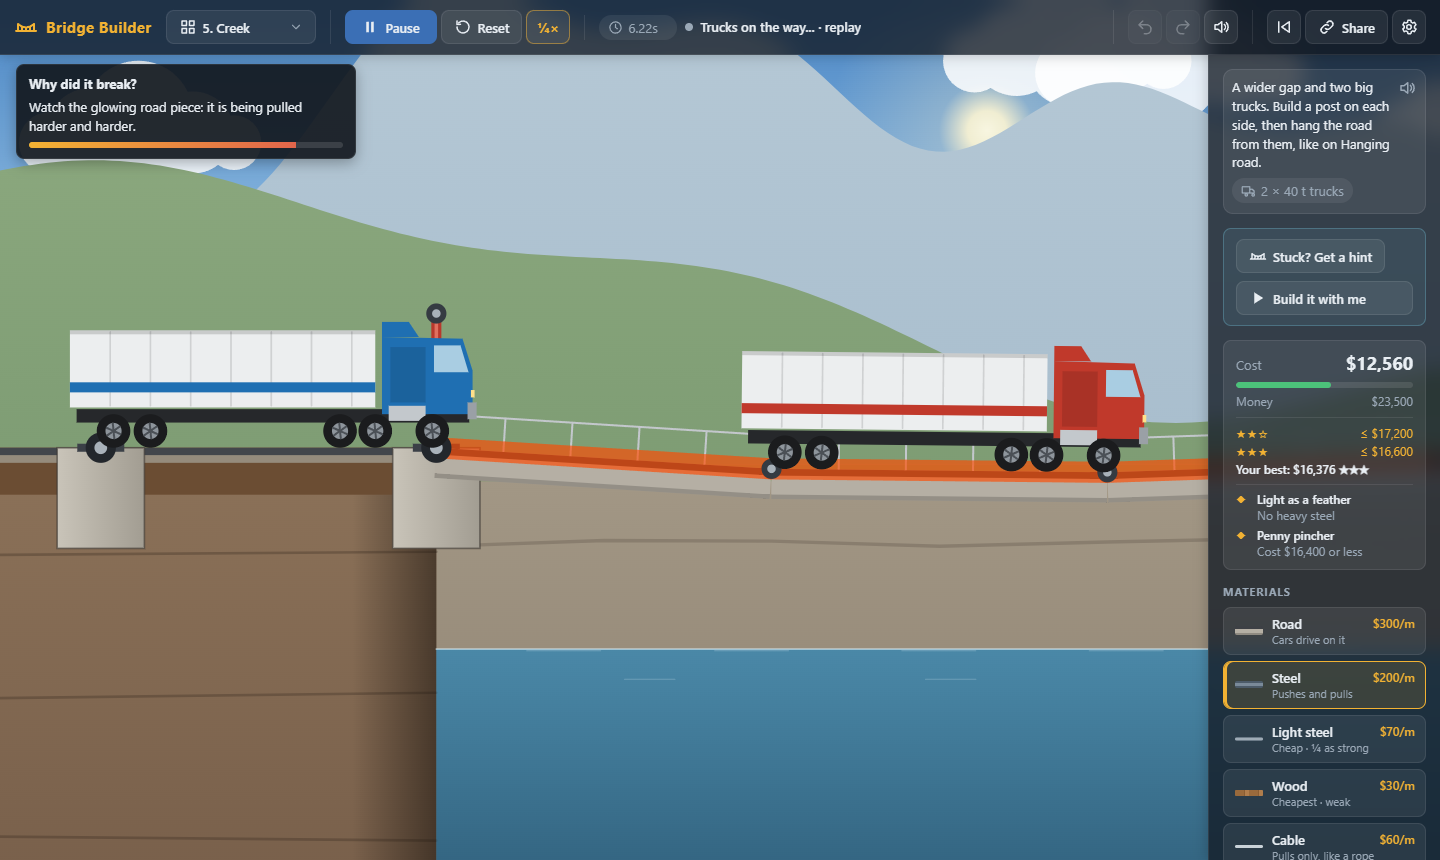 Bridge Builder
5. Creek
Pause
Reset
¼×
6.22s
Trucks on the way... · replay
Share
Why did it break?
Watch the glowing road piece: it is being pulled
harder and harder.
A wider gap and two big
trucks. Build a post on each
side, then hang the road
from them, like on Hanging
road.
2 × 40 t trucks
Stuck? Get a hint
Build it with me
Cost $12,560
Money $23,500
★★☆ ≤ $17,200
★★★ ≤ $16,600
Your best: $16,376 ★★★
Light as a feather
No heavy steel
Penny pincher
Cost $16,400 or less
MATERIALS
Road $300/m
Cars drive on it
Steel $200/m
Pushes and pulls
Light steel $70/m
Cheap · ¼ as strong
Wood $30/m
Cheapest · weak
Cable $60/m
Pulls only, like a rope